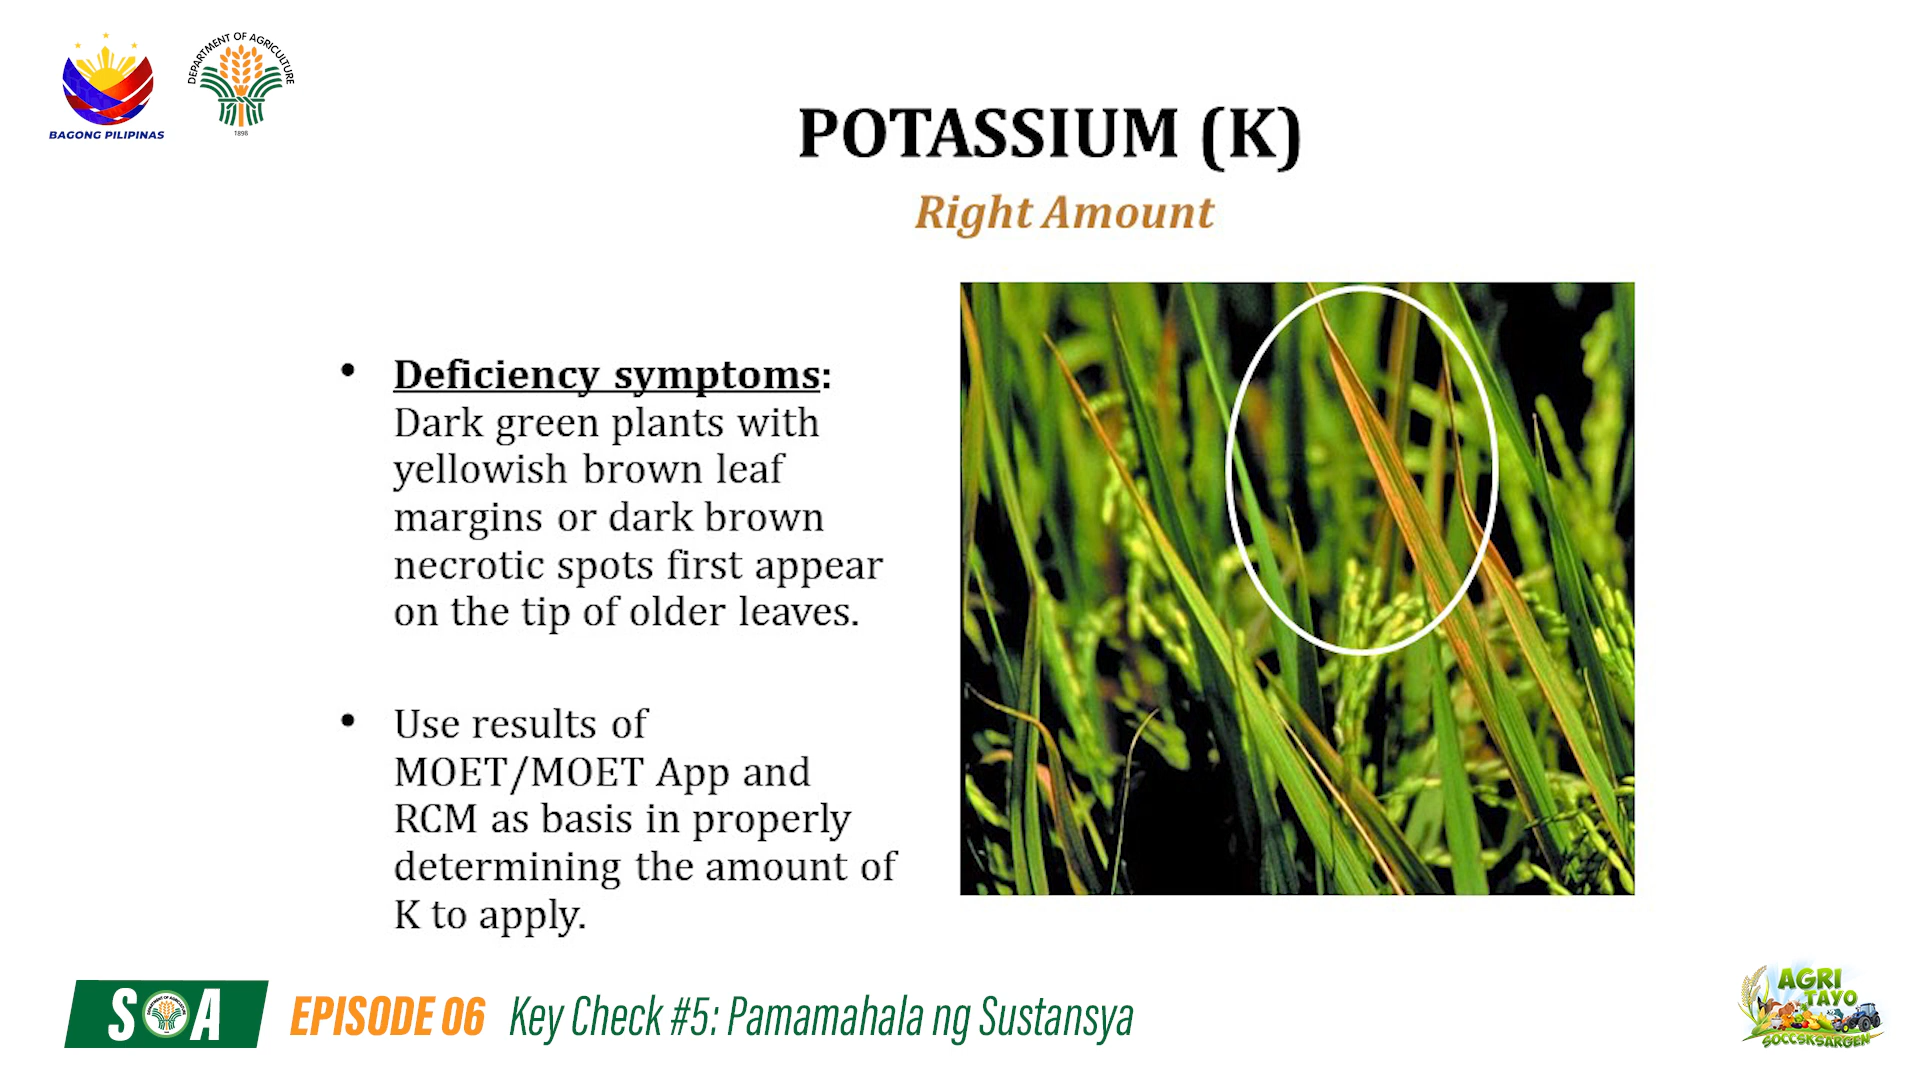 BAGONG PILIPINAS
DEPARTMENT OF AGRICULTURE
1898
POTASSIUM (K)
Right Amount
• Deficiency symptoms:
Dark green plants with
yellowish brown leaf
margins or dark brown
necrotic spots first appear
on the tip of older leaves.
• Use results of
MOET/MOET App and
RCM as basis in properly
determining the amount of
K to apply.
SOA
EPISODE 06 Key Check #5: Pamamahala ng Sustansya
AGRI
TAYO
SOCCSKSARGEN